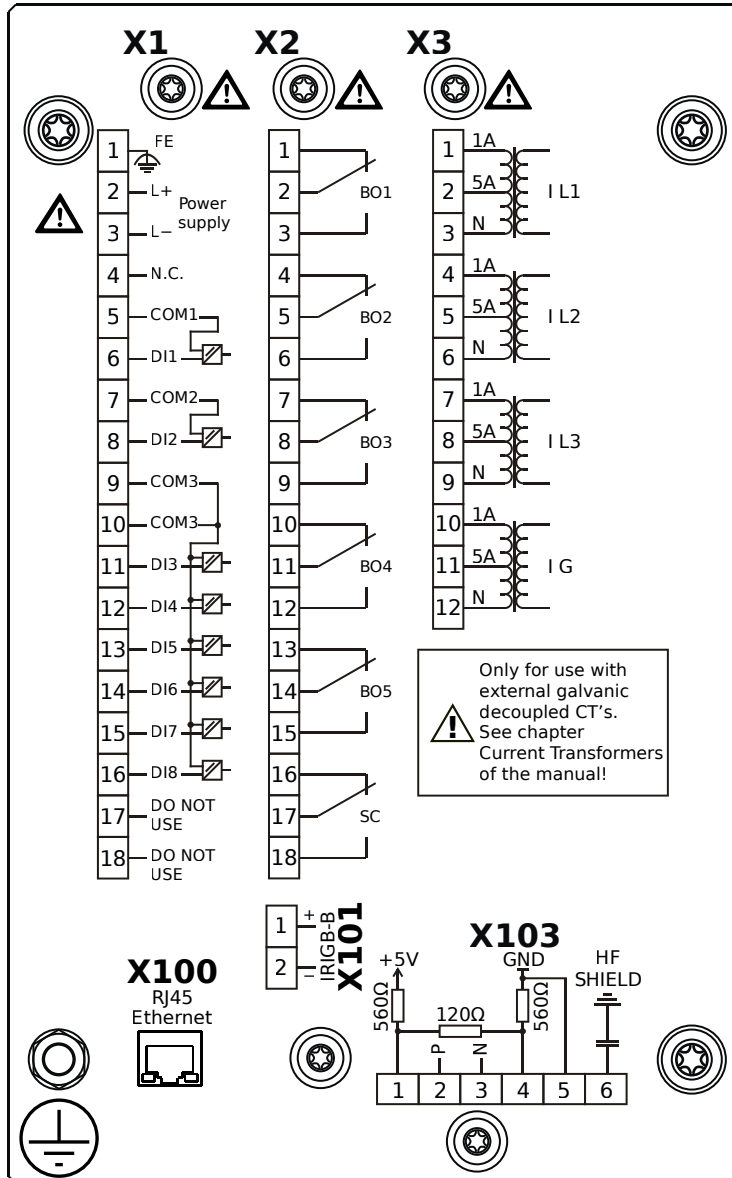 X1
1 FE
2 L+ Power
supply
3 L−
4 N.C.
5 COM1
6 DI1
7 COM2
8 DI2
9 COM3
10 COM3
11 DI3
12 DI4
13 DI5
14 DI6
15 DI7
16 DI8
17 DO NOT
USE
18 DO NOT
USE
X2
1
2 BO1
3
4
5 BO2
6
7
8 BO3
9
10
11 BO4
12
13
14 BO5
15
16
17 SC
18
X3
1 1A
2 5A I L1
3 N
4 1A
5 5A I L2
6 N
7 1A
8 5A I L3
9 N
10 1A
11 5A I G
12 N
! Only for use with
external galvanic
decoupled CT's.
See chapter
Current Transformers
of the manual!
X100
RJ45
Ethernet
X101
IRIGB-B
1 +
2 −
X103
+5V
GND
HF
SHIELD
560Ω
120Ω
560Ω
P
N
1 2 3 4 5 6